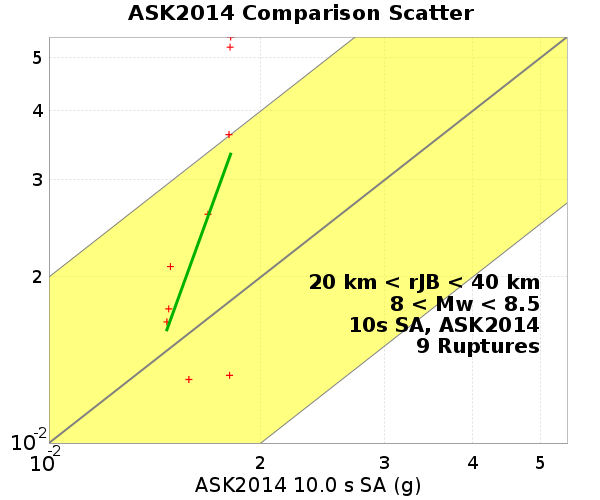 ASK2014 Comparison Scatter
5
4
3
2
10-2
20 km < rJB < 40 km
8 < Mw < 8.5
10s SA, ASK2014
9 Ruptures
10-2
2
3
4
5
ASK2014 10.0 s SA (g)